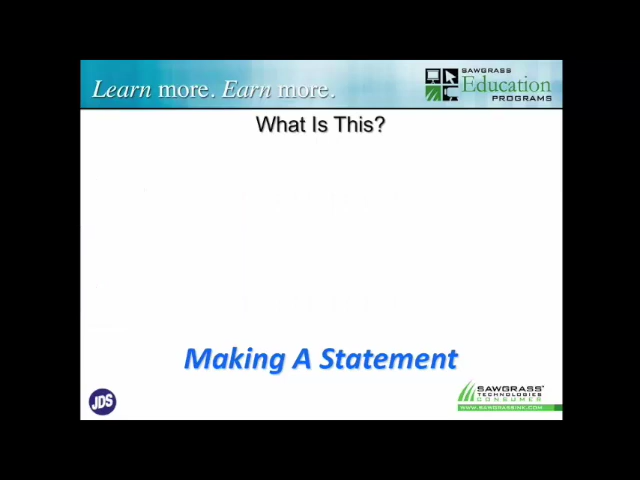 Learn more. Earn more.
SAWGRASS
Education
PROGRAMS
What Is This?
Making A Statement
JDS
SAWGRASS
TECHNOLOGIES
CONSUMER
WWW.SAWGRASSINK.COM